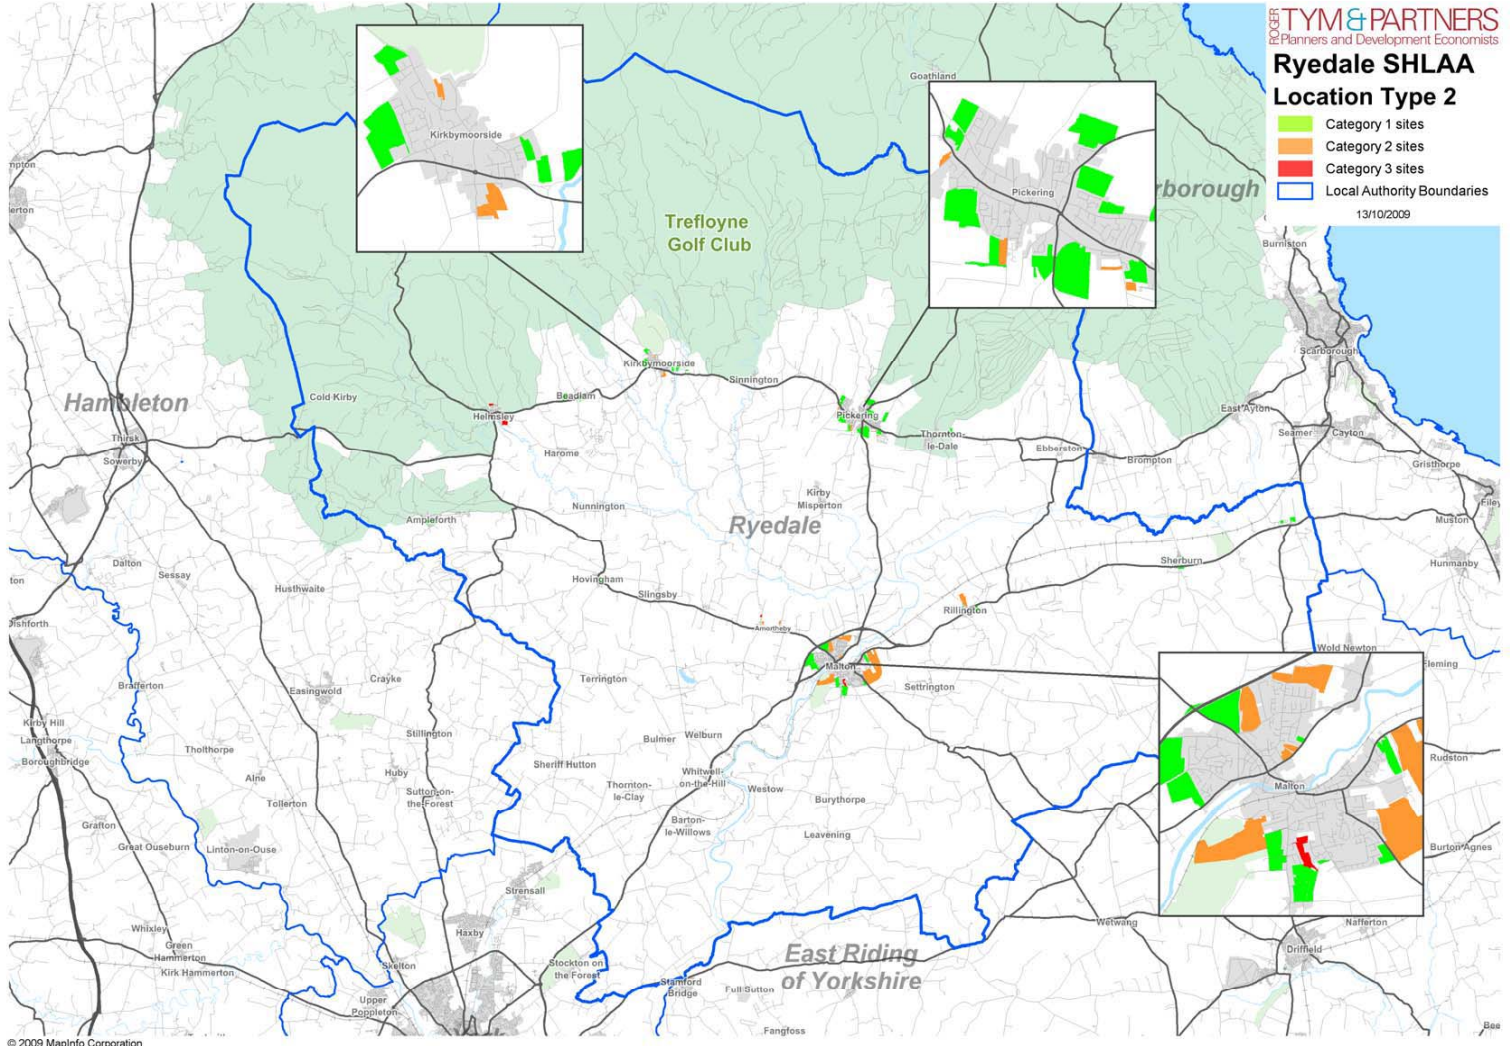 ROGER
TYM & PARTNERS
Planners and Development Economists
Ryedale SHLAA
Location Type 2
Category 1 sites
Category 2 sites
Category 3 sites
Local Authority Boundaries
13/10/2009
Goathland
Kirkbymoorside
Pickering
rborough
Trefloyne
Golf Club
Burniston
Scarborough
Kirkbymoorside
Sinnington
Beadlam
Cold Kirby
Helmsley
Pickering
East Ayton
Hambleton
Thirsk
Sowerby
Harome
Thornton-
le-Dale
Ebberston
Brompton
Seamer
Cayton
Gristhorpe
Filey
Nunnington
Kirby
Misperton
Ampleforth
Ryedale
Muston
Dalton
Sessay
Husthwaite
Hovingham
Slingsby
Sherburn
Hunmanby
Rillington
Dishforth
Amotherby
Malton
Wold Newton
Fleming
Brafferton
Easingwold
Crayke
Terrington
Settrington
Kirby Hill
Langthorpe
Boroughbridge
Tholthorpe
Stillington
Bulmer
Welburn
Rudston
Alne
Huby
Sheriff Hutton
Whitwell-
on-the-Hill
Malton
Tollerton
Sutton-on-
the-Forest
Thornton-
le-Clay
Westow
Burythorpe
Grafton
Great Ouseburn
Linton-on-Ouse
Barton-
le-Willows
Leavening
Burton Agnes
Strensall
Whixley
Green
Hammerton
Kirk Hammerton
Haxby
Skelton
Stockton on
the Forest
East Riding
of Yorkshire
Wetwang
Nafferton
Driffield
Stamford
Bridge
Full Sutton
Upper
Poppleton
Fangfoss
Bee
© 2009 MapInfo Corporation